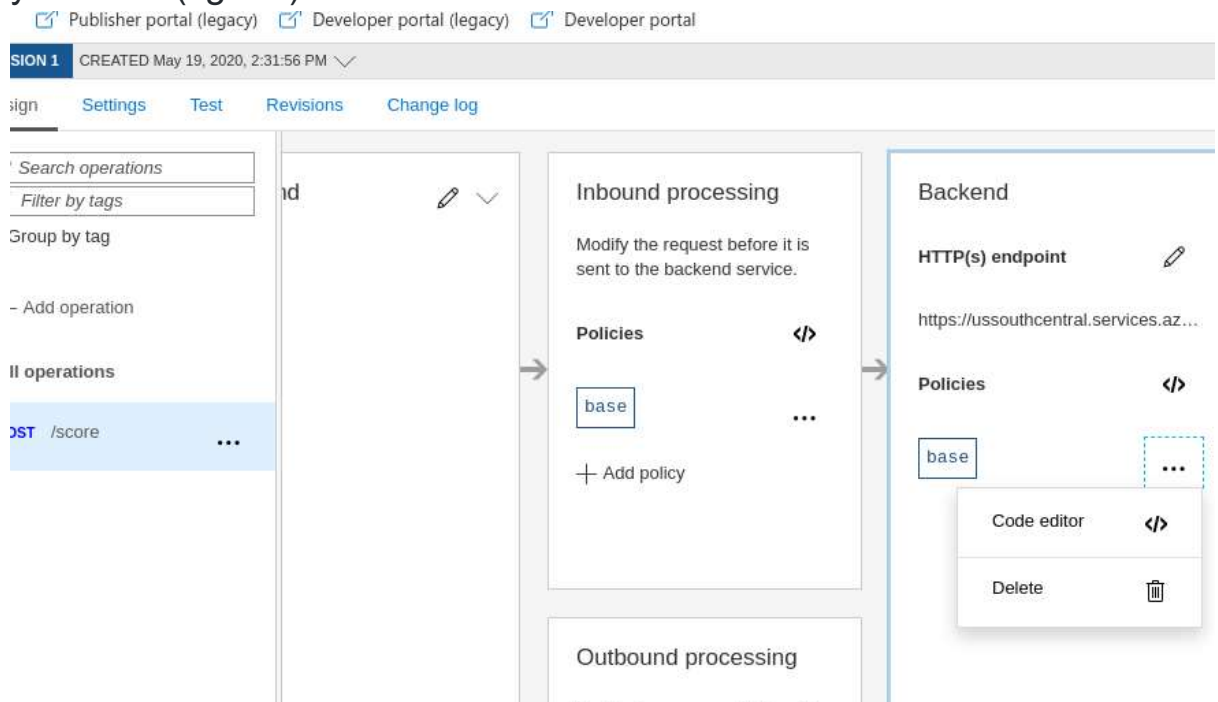 Publisher portal (legacy) Developer portal (legacy) Developer portal
SION 1 CREATED May 19, 2020, 2:31:56 PM
sign Settings Test Revisions Change log
Search operations
Filter by tags
Group by tag
Add operation
ll operations
OST /score ...
nd
Inbound processing
Modify the request before it is
sent to the backend service.
Policies </>
base ...
+ Add policy
Outbound processing
Backend
HTTP(s) endpoint
https://ussouthcentral.services.az...
Policies </>
base ...
Code editor </>
Delete